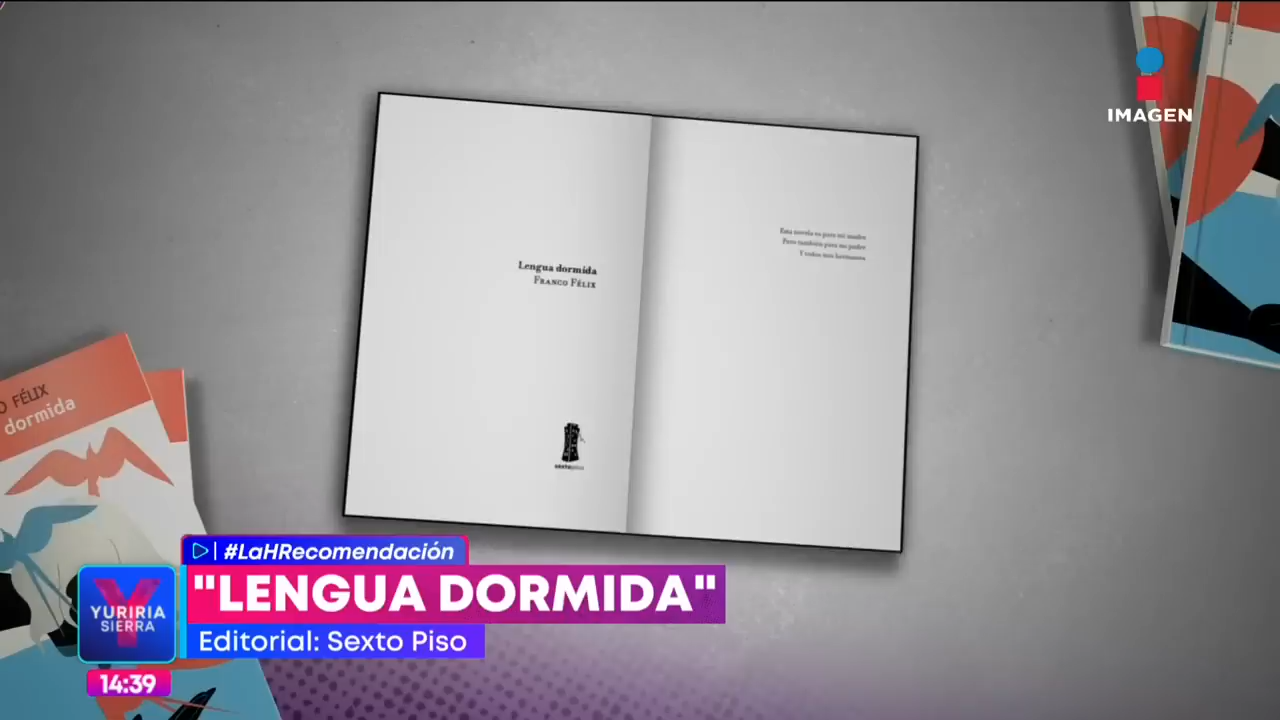 IMAGEN
Lengua dormida
Franco Félix
Esta novela es para mi madre
Pero también para mi padre
Y todos mis hermanos
sextopiso
O FÉLIX
dormida
#LaHRecomendación
"LENGUA DORMIDA"
Editorial: Sexto Piso
YURIRIA
SIERRA
14:39